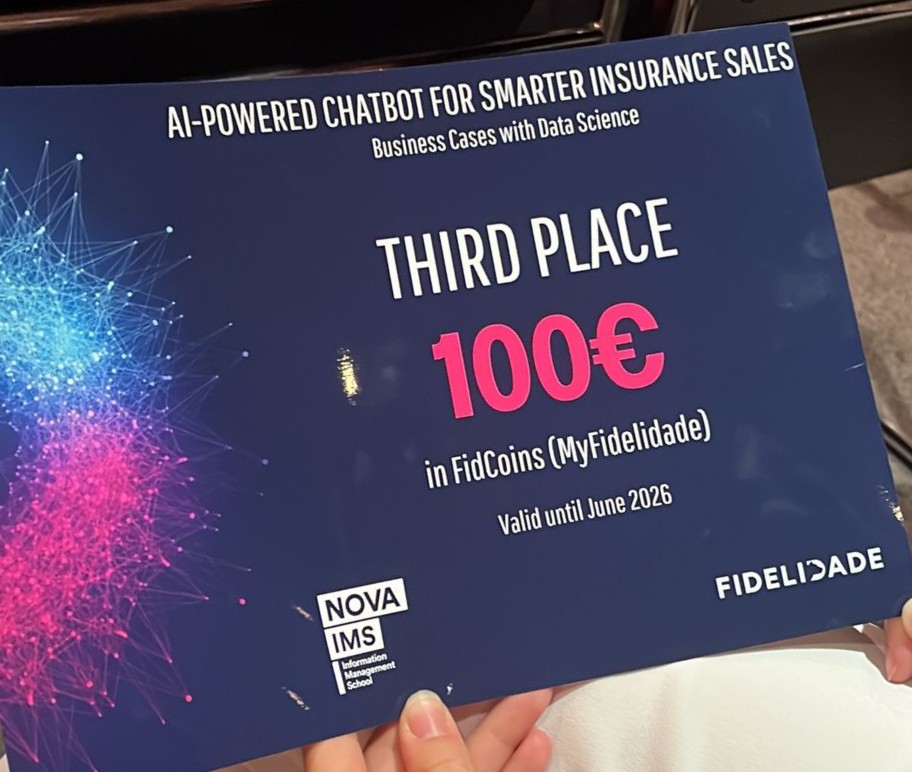 AI-POWERED CHATBOT FOR SMARTER INSURANCE SALES
Business Cases with Data Science
THIRD PLACE
100€
in FidCoins (MyFidelidade)
Valid until June 2026
NOVA
IMS
Information
Management
School
FIDELIDADE